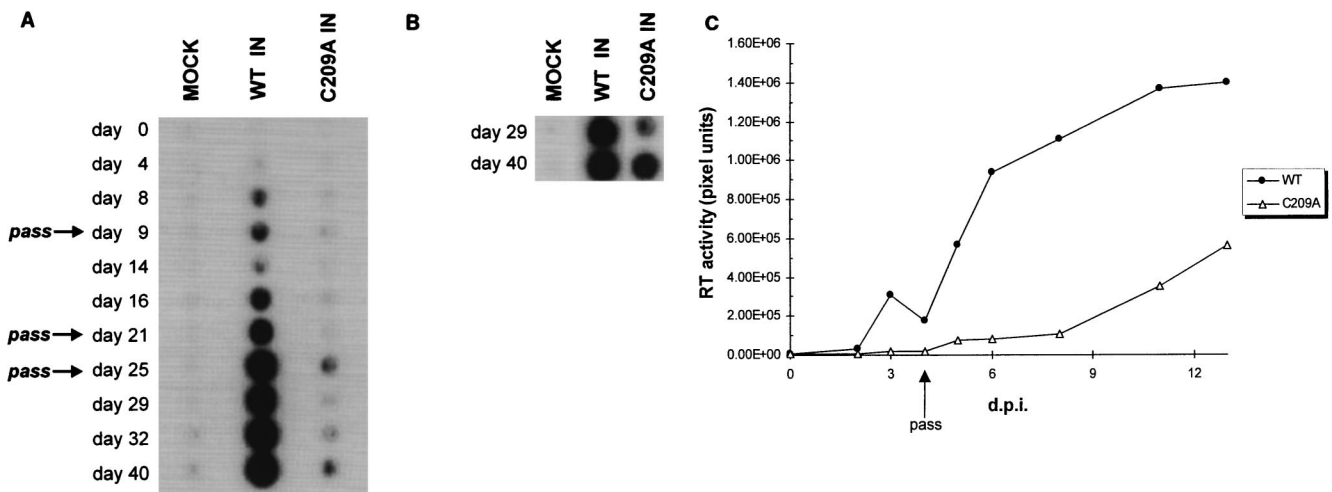 A
MOCK
WT IN
C209A IN
day 0
day 4
day 8
pass day 9
day 14
day 16
pass day 21
pass day 25
day 29
day 32
day 40
B
MOCK
WT IN
C209A IN
day 29
day 40
C
RT activity (pixel units)
1.60E+06
1.40E+06
1.20E+06
1.00E+06
8.00E+05
6.00E+05
4.00E+05
2.00E+05
0.00E+00
0 3 6 9 12
d.p.i.
pass
WT
C209A